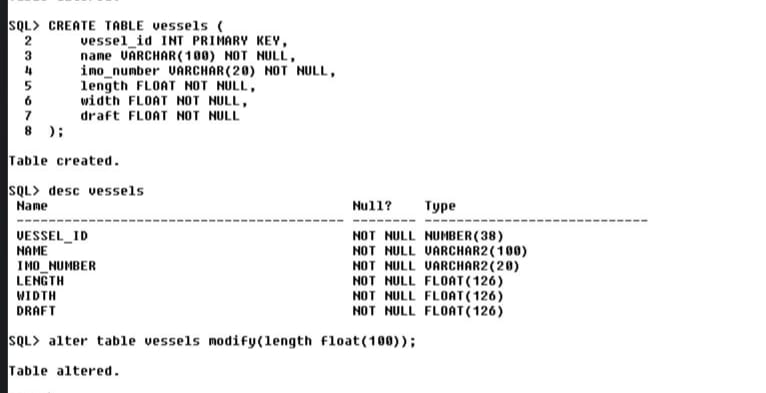 SQL> CREATE TABLE vessels (
  2      vessel_id INT PRIMARY KEY,
  3      name VARCHAR(100) NOT NULL,
  4      imo_number VARCHAR(20) NOT NULL,
  5      length FLOAT NOT NULL,
  6      width FLOAT NOT NULL,
  7      draft FLOAT NOT NULL
  8  );
Table created.
SQL> desc vessels
Name Null? Type
----------------------------------------- -------- ----------------------------
VESSEL_ID NOT NULL NUMBER(38)
NAME NOT NULL VARCHAR2(100)
IMO_NUMBER NOT NULL VARCHAR2(20)
LENGTH NOT NULL FLOAT(126)
WIDTH NOT NULL FLOAT(126)
DRAFT NOT NULL FLOAT(126)
SQL> alter table vessels modify(length float(100));
Table altered.